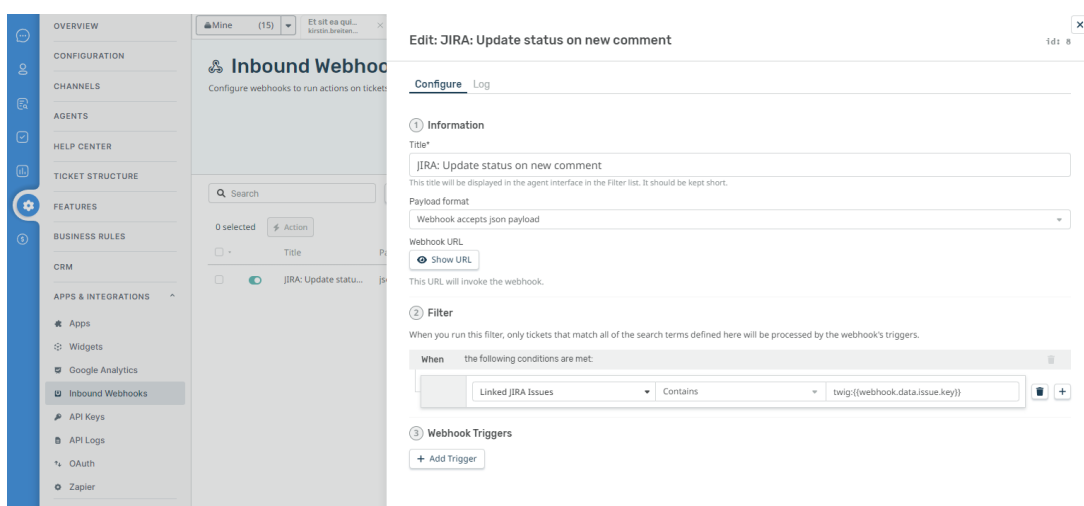 OVERVIEW
CONFIGURATION
CHANNELS
AGENTS
HELP CENTER
TICKET STRUCTURE
FEATURES
BUSINESS RULES
CRM
APPS & INTEGRATIONS
Apps
Widgets
Google Analytics
Inbound Webhooks
API Keys
API Logs
OAuth
Zapier
Mine (15)
Et sit ea qui...
kirstin.breiten...
Inbound Webhoo
Configure webhooks to run actions on ticket
Search
0 selected
Action
Title
Pa
JIRA: Update statu...
js
Edit: JIRA: Update status on new comment
id: 8
Configure Log
1 Information
Title*
JIRA: Update status on new comment
This title will be displayed in the agent interface in the Filter list. It should be kept short.
Payload format
Webhook accepts json payload
Webhook URL
Show URL
This URL will invoke the webhook.
2 Filter
When you run this filter, only tickets that match all of the search terms defined here will be processed by the webhook's triggers.
When the following conditions are met:
Linked JIRA Issues Contains twig:{{webhook.data.issue.key}}
3 Webhook Triggers
+ Add Trigger